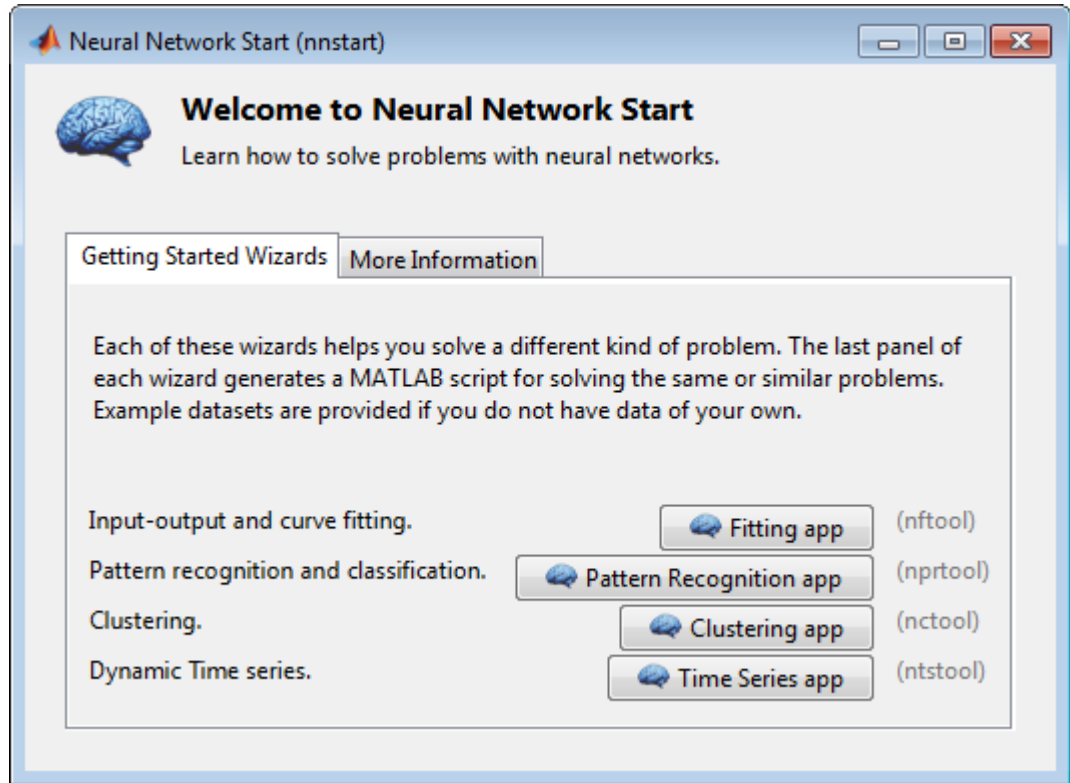 Neural Network Start (nnstart)
Welcome to Neural Network Start
Learn how to solve problems with neural networks.
Getting Started Wizards More Information
Each of these wizards helps you solve a different kind of problem. The last panel of
each wizard generates a MATLAB script for solving the same or similar problems.
Example datasets are provided if you do not have data of your own.
Input-output and curve fitting. Fitting app (nftool)
Pattern recognition and classification. Pattern Recognition app (nprtool)
Clustering. Clustering app (nctool)
Dynamic Time series. Time Series app (ntstool)